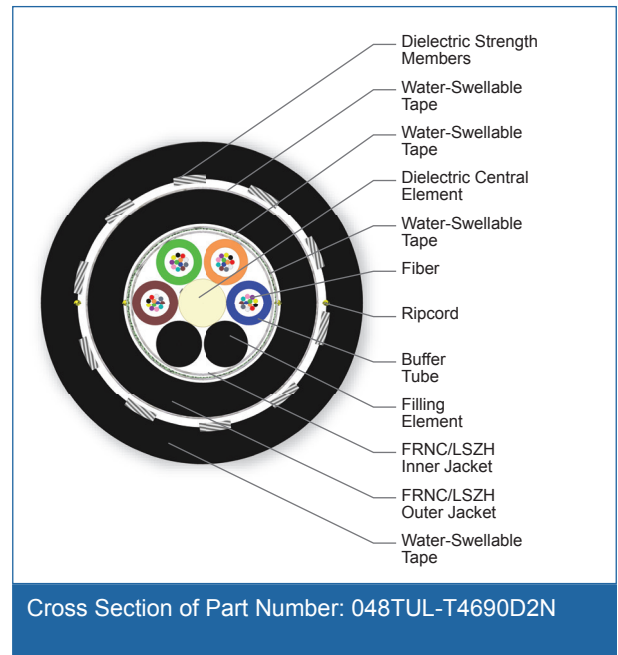 Dielectric Strength
Members
Water-Swellable
Tape
Water-Swellable
Tape
Dielectric Central
Element
Water-Swellable
Tape
Fiber
Ripcord
Buffer
Tube
Filling
Element
FRNC/LSZH
Inner Jacket
FRNC/LSZH
Outer Jacket
Water-Swellable
Tape
Cross Section of Part Number: 048TUL-T4690D2N